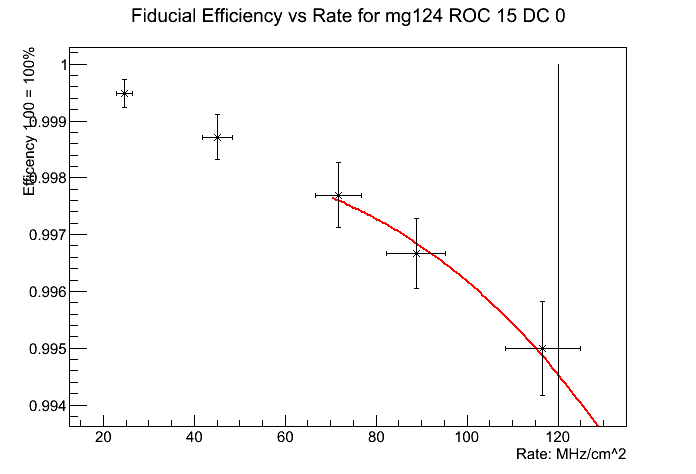 Fiducial Efficiency vs Rate for mg124 ROC 15 DC 0
Efficency 1.00 = 100%
1
0.999
0.998
0.997
0.996
0.995
0.994
20 40 60 80 100 120
Rate: MHz/cm^2